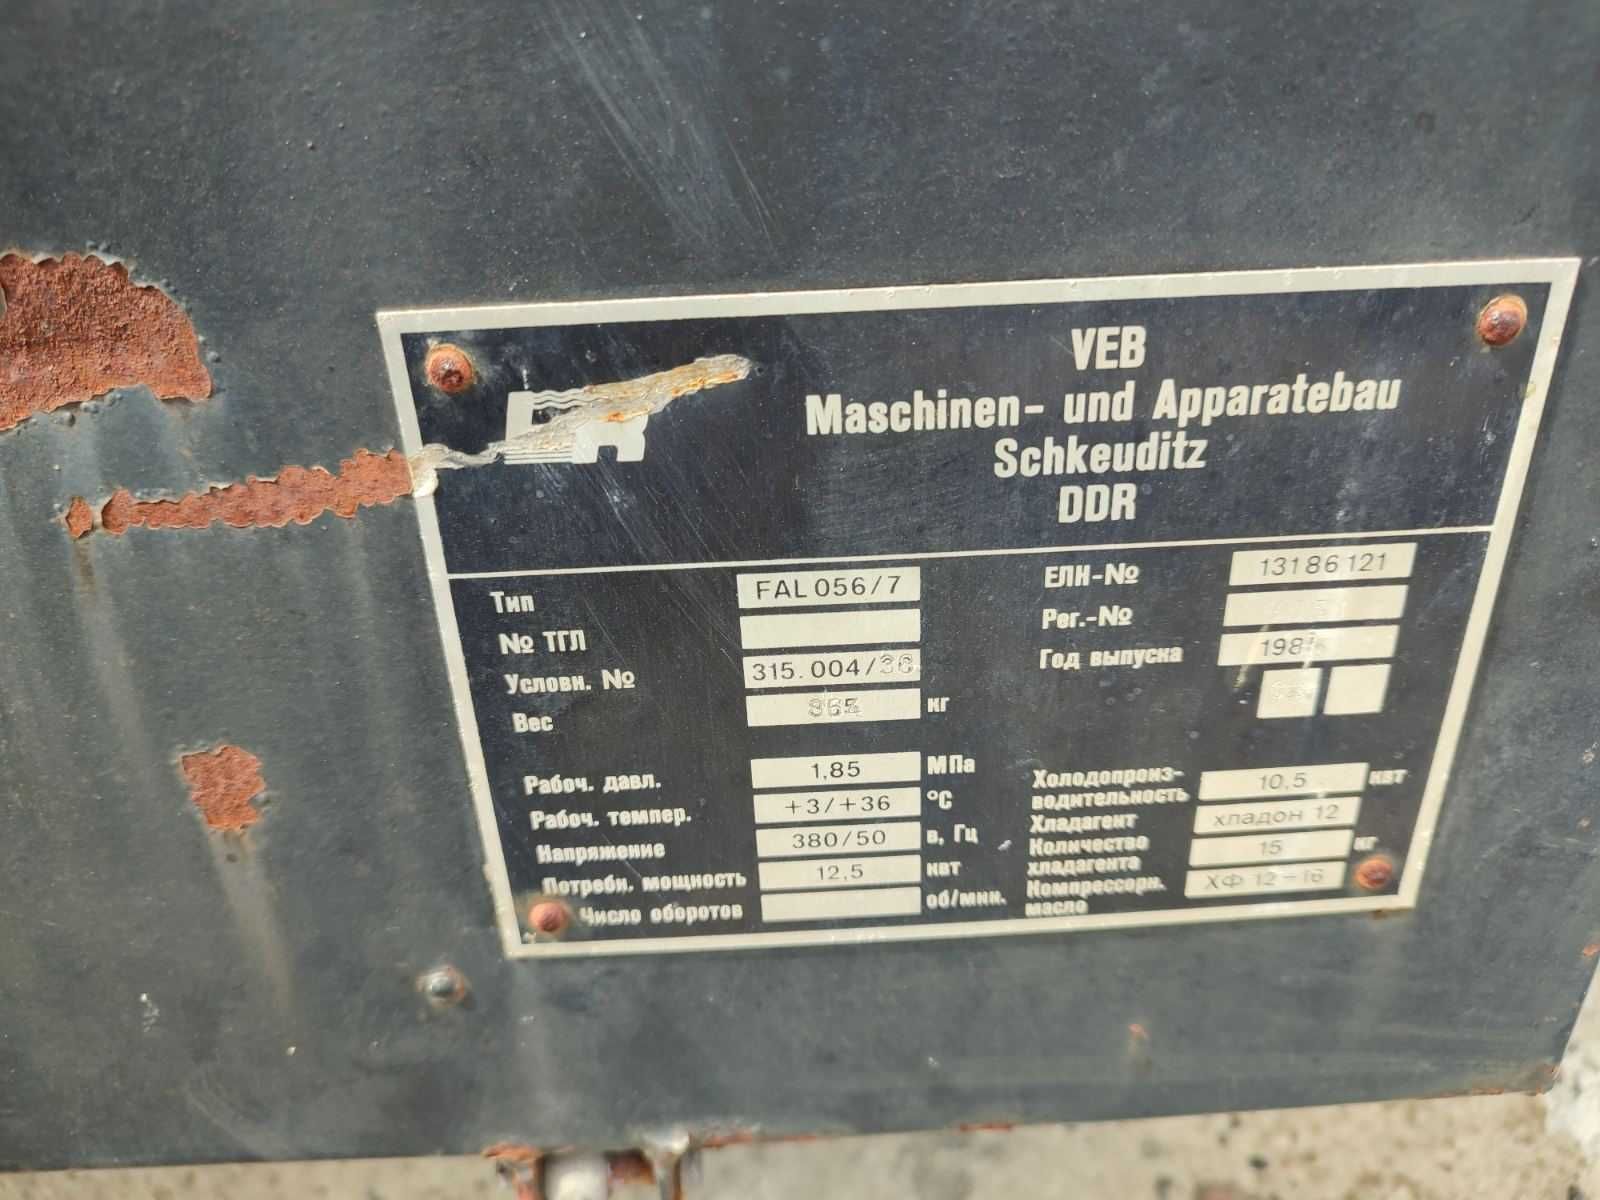 VEB
Maschinen- und Apparatebau
Schkeuditz
DDR
Тип FAL 056/7
№ ТГЛ
Условн. № 315.004/36
Вес кг
Рабоч. давл. 1,85 МПа
Рабоч. темпер. +3/+36 °C
Напряжение 380/50 в, Гц
Потребн. мощность 12,5 квт
Число оборотов об/мин.
ЕЛН-№ 13186121
Рег.-№
Год выпуска
Холодопроиз-
водительность 10,5 квт
Хладагент хладон 12
Количество
хладагента 15 кг
Компрессорн.
масло ХФ 12-16